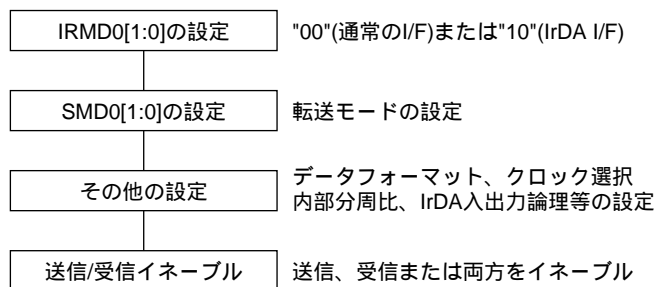 IRMD0[1:0]の設定 "00"(通常のI/F)または"10"(IrDA I/F)
SMD0[1:0]の設定 転送モードの設定
その他の設定 データフォーマット、クロック選択
内部分周比、IrDA入出力論理等の設定
送信/受信イネーブル 送信、受信または両方をイネーブル